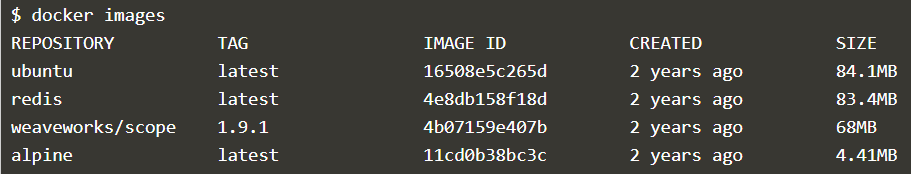 $ docker images
REPOSITORY TAG IMAGE ID CREATED SIZE
ubuntu latest 16508e5c265d 2 years ago 84.1MB
redis latest 4e8db158f18d 2 years ago 83.4MB
weaveworks/scope 1.9.1 4b07159e407b 2 years ago 68MB
alpine latest 11cd0b38bc3c 2 years ago 4.41MB